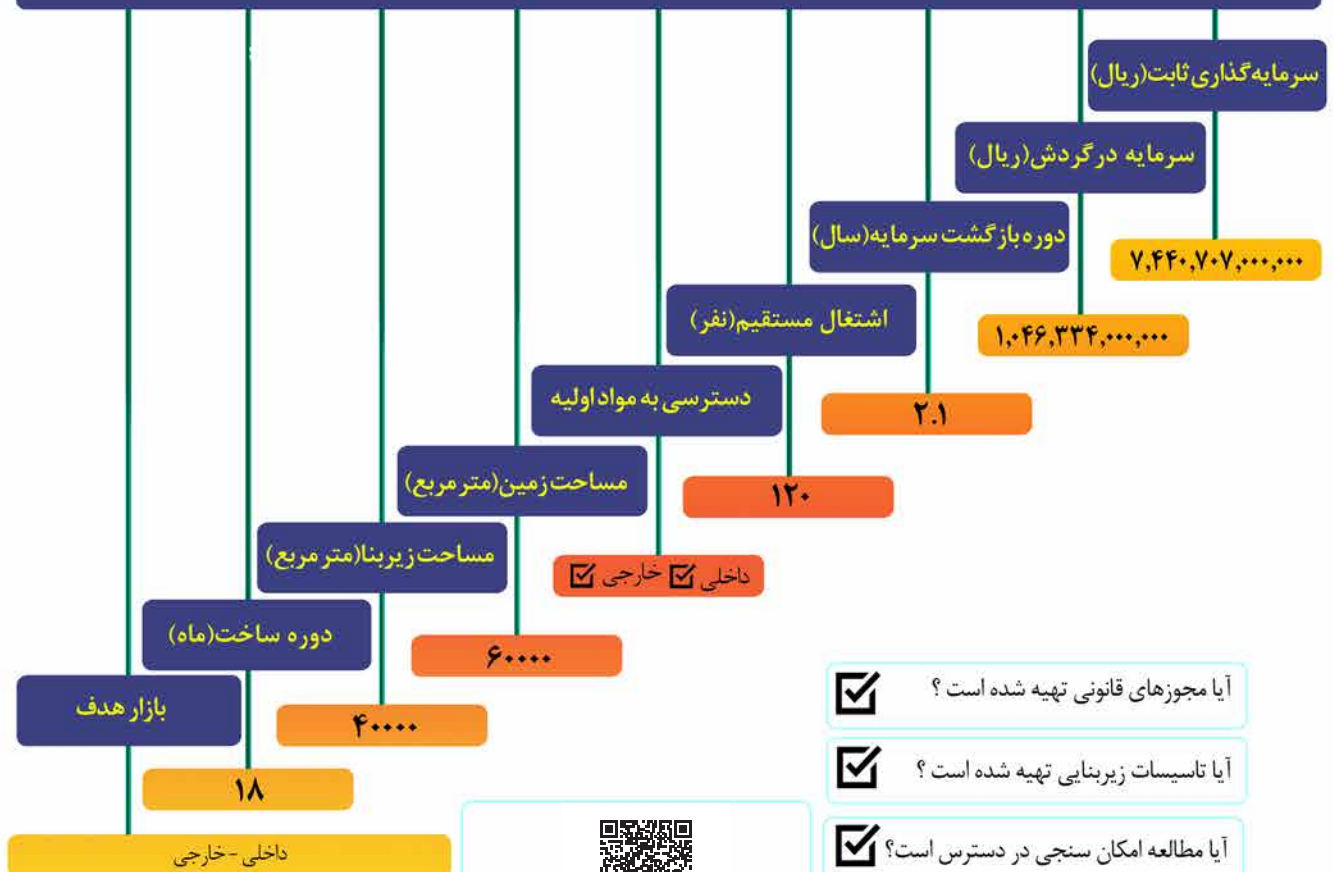 سرمایه‌گذاری ثابت(ریال)
۷,۴۴۰,۷۰۷,۰۰۰,۰۰۰
سرمایه در گردش(ریال)
۱,۰۴۶,۳۳۴,۰۰۰,۰۰۰
دوره بازگشت سرمایه(سال)
۲.۱
اشتغال مستقیم(نفر)
۱۲۰
دسترسی به مواد اولیه
داخلی ☑ خارجی ☑
مساحت زمین(متر مربع)
۶۰۰۰۰
مساحت زیربنا(متر مربع)
۴۰۰۰۰
دوره ساخت(ماه)
۱۸
بازار هدف
داخلی - خارجی
آیا مجوزهای قانونی تهیه شده است ؟ ☑
آیا تاسیسات زیربنایی تهیه شده است ؟ ☑
آیا مطالعه امکان سنجی در دسترس است؟ ☑